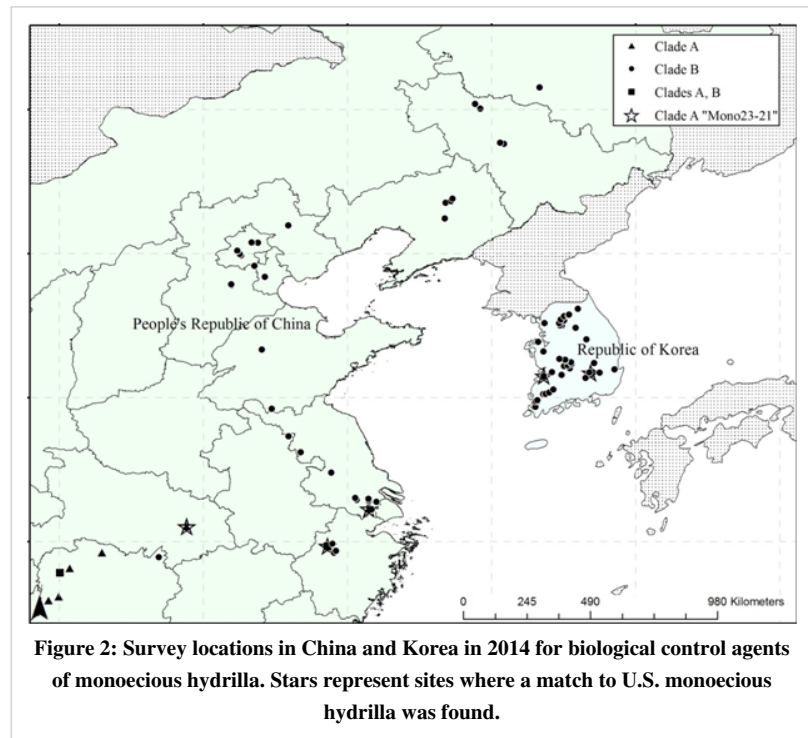 Clade A
Clade B
Clades A, B
Clade A "Mono23-21"
People's Republic of China
Republic of Korea
0 245 490 980 Kilometers
Figure 2: Survey locations in China and Korea in 2014 for biological control agents
of monoecious hydrilla. Stars represent sites where a match to U.S. monoecious
hydrilla was found.